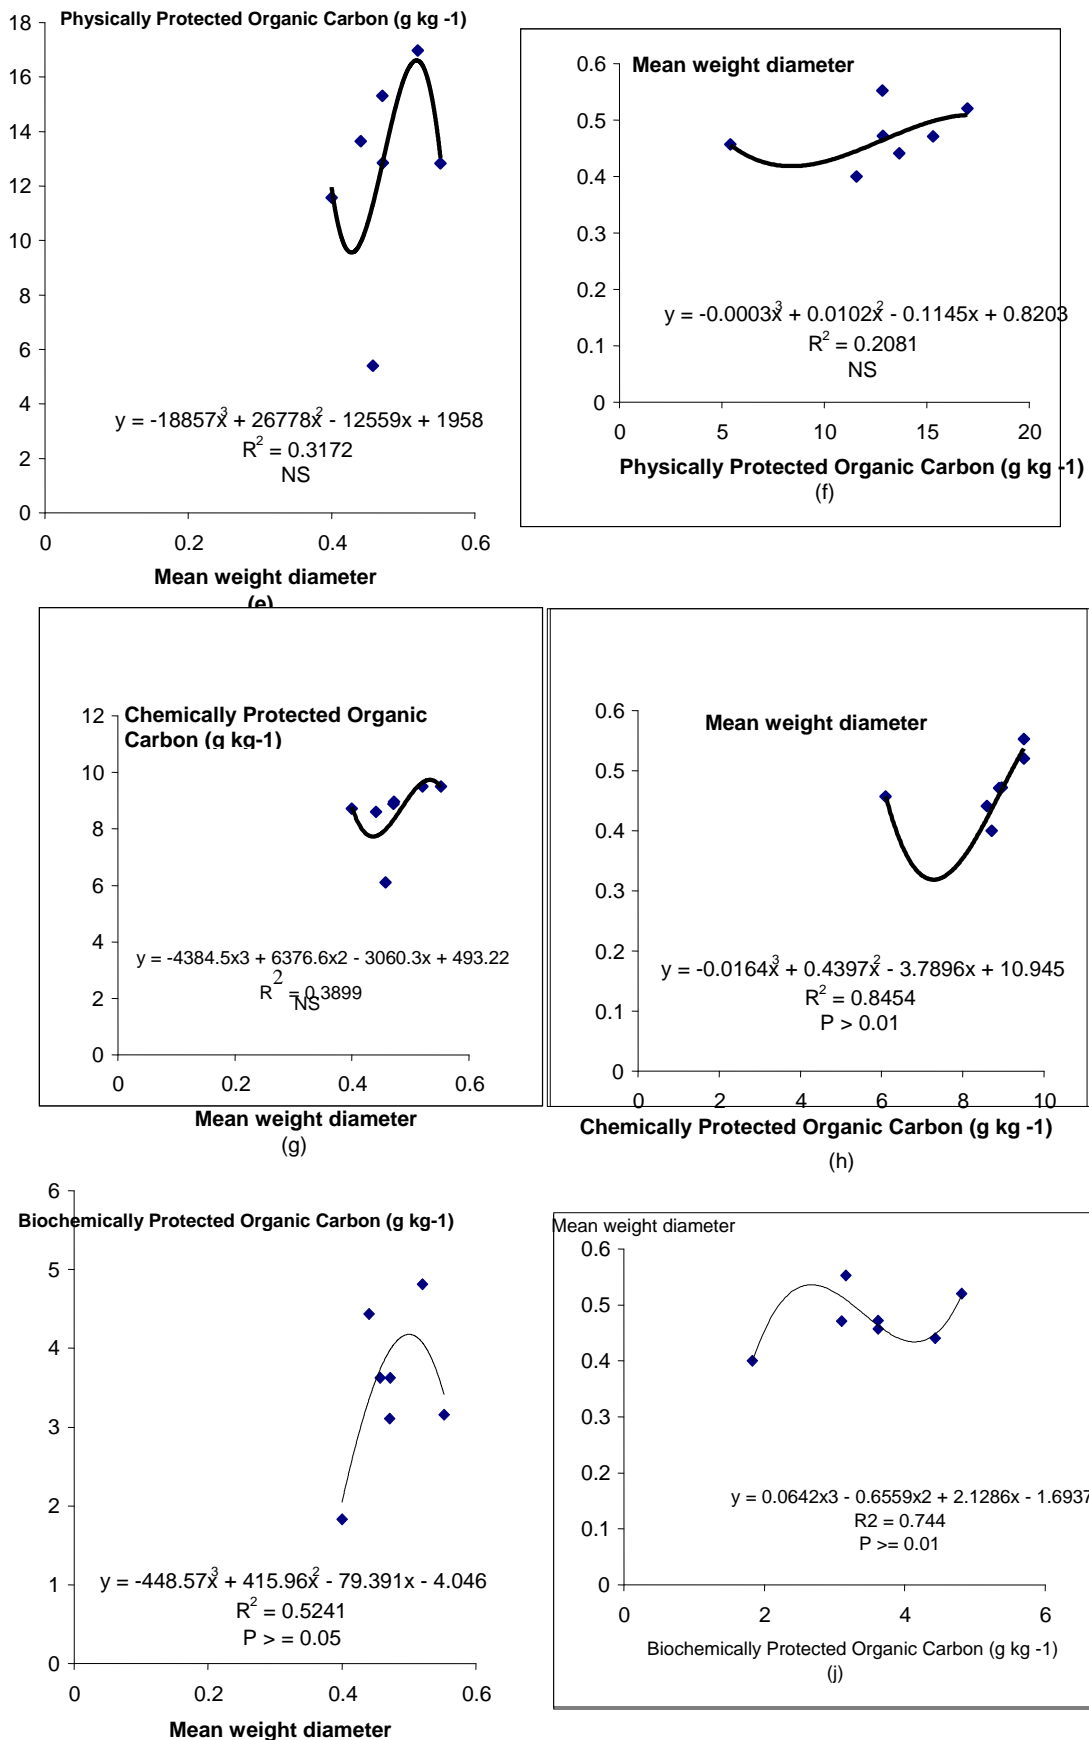 Physically Protected Organic Carbon (g kg -1)
18
16
14
12
10
8
6
4
2
0
y = -18857x3 + 26778x2 - 12559x + 1958
R2 = 0.3172
NS
0 0.2 0.4 0.6
Mean weight diameter
(e)
Mean weight diameter
0.6
0.5
0.4
0.3
0.2
0.1
0
y = -0.0003x3 + 0.0102x2 - 0.1145x + 0.8203
R2 = 0.2081
NS
0 5 10 15 20
Physically Protected Organic Carbon (g kg -1)
(f)
Chemically Protected Organic
Carbon (g kg-1)
12
10
8
6
4
2
0
y = -4384.5x3 + 6376.6x2 - 3060.3x + 493.22
R2 = 0.3899
NS
0 0.2 0.4 0.6
Mean weight diameter
(g)
Mean weight diameter
0.6
0.5
0.4
0.3
0.2
0.1
0
y = -0.0164x3 + 0.4397x2 - 3.7896x + 10.945
R2 = 0.8454
P > 0.01
0 2 4 6 8 10
Chemically Protected Organic Carbon (g kg -1)
(h)
Biochemically Protected Organic Carbon (g kg-1)
6
5
4
3
2
1
0
y = -448.57x3 + 415.96x2 - 79.391x - 4.046
R2 = 0.5241
P > = 0.05
0 0.2 0.4 0.6
Mean weight diameter
Mean weight diameter
0.6
0.5
0.4
0.3
0.2
0.1
0
y = 0.0642x3 - 0.6559x2 + 2.1286x - 1.6937
R2 = 0.744
P >= 0.01
0 2 4 6
Biochemically Protected Organic Carbon (g kg -1)
(j)